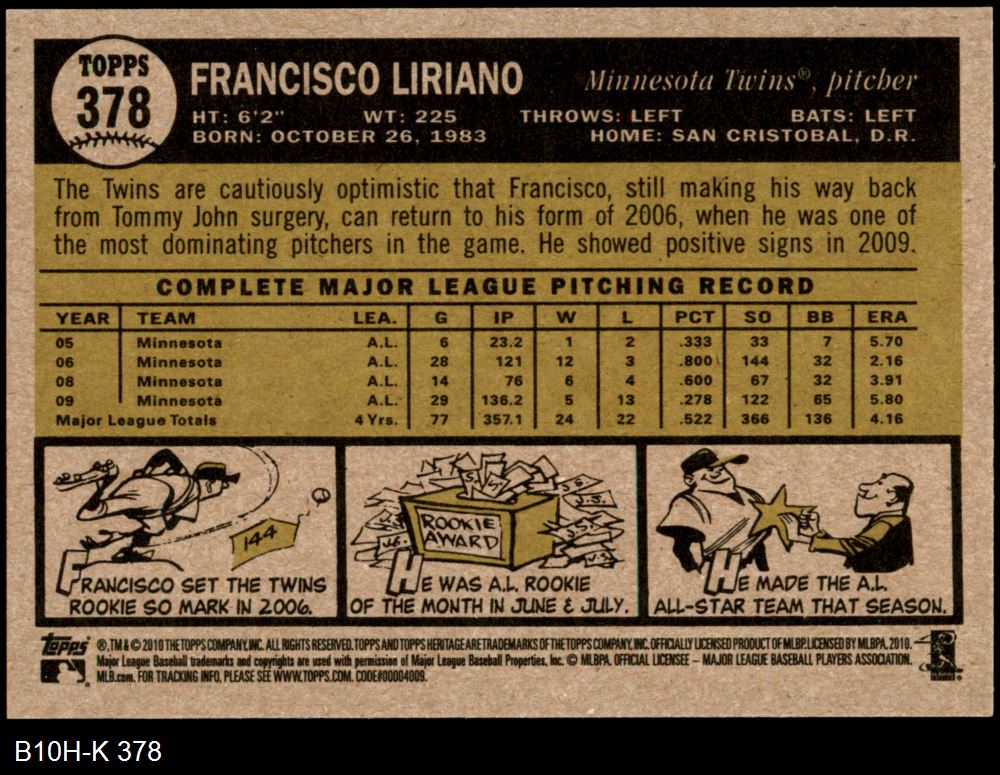 TOPPS
378
FRANCISCO LIRIANO Minnesota Twins®, pitcher
HT: 6'2" WT: 225 THROWS: LEFT BATS: LEFT
BORN: OCTOBER 26, 1983 HOME: SAN CRISTOBAL, D.R.
The Twins are cautiously optimistic that Francisco, still making his way back
from Tommy John surgery, can return to his form of 2006, when he was one of
the most dominating pitchers in the game. He showed positive signs in 2009.
COMPLETE MAJOR LEAGUE PITCHING RECORD
YEAR TEAM LEA. G IP W L PCT SO BB ERA
05 Minnesota A.L. 6 23.2 1 2 .333 33 7 5.70
06 Minnesota A.L. 28 121 12 3 .800 144 32 2.16
08 Minnesota A.L. 14 76 6 4 .600 67 32 3.91
09 Minnesota A.L. 29 136.2 5 13 .278 122 65 5.80
Major League Totals 4 Yrs. 77 357.1 24 22 .522 366 136 4.16
144
FRANCISCO SET THE TWINS
ROOKIE SO MARK IN 2006.
J.S.
ROOKIE
AWARD
HE WAS A.L. ROOKIE
OF THE MONTH IN JUNE & JULY.
HE MADE THE A.L.
ALL-STAR TEAM THAT SEASON.
Topps ®, TM & © 2010 THE TOPPS COMPANY, INC. ALL RIGHTS RESERVED. TOPPS AND TOPPS HERITAGE ARE TRADEMARKS OF THE TOPPS COMPANY, INC. OFFICIALLY LICENSED PRODUCT OF MLBP. LICENSED BY MLBPA, 2010.
Major League Baseball trademarks and copyrights are used with permission of Major League Baseball Properties, Inc. © MLBPA. OFFICIAL LICENSEE – MAJOR LEAGUE BASEBALL PLAYERS ASSOCIATION.
MLB.com. FOR TRACKING INFO, PLEASE SEE WWW.TOPPS.COM. CODE#00004009.
B10H-K 378